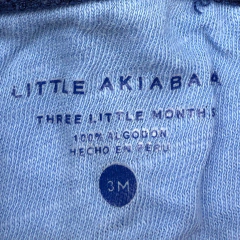 LITTLE AKIABARA
THREE LITTLE MONTHS
100% ALGODON
HECHO EN PERU
3M